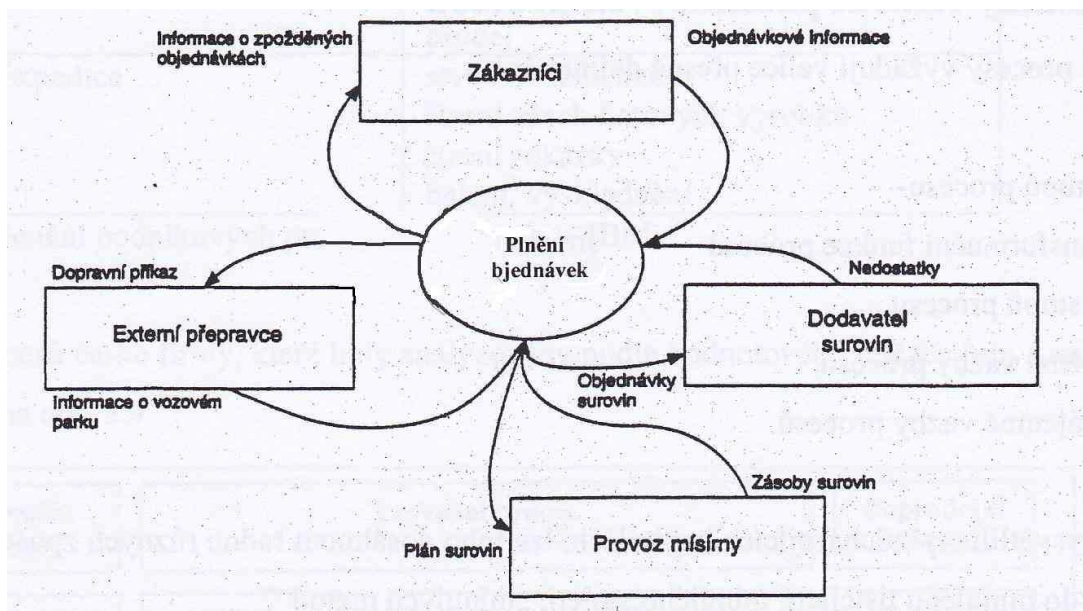 Informace o zpožděných
objednávkách
Objednávkové informace
Zákazníci
Plnění
bjednávek
Dopravní příkaz
Nedostatky
Externí přepravce
Dodavatel
surovin
Informace o vozovém
parku
Objednávky
surovin
Zásoby surovin
Plán surovin
Provoz mísírny